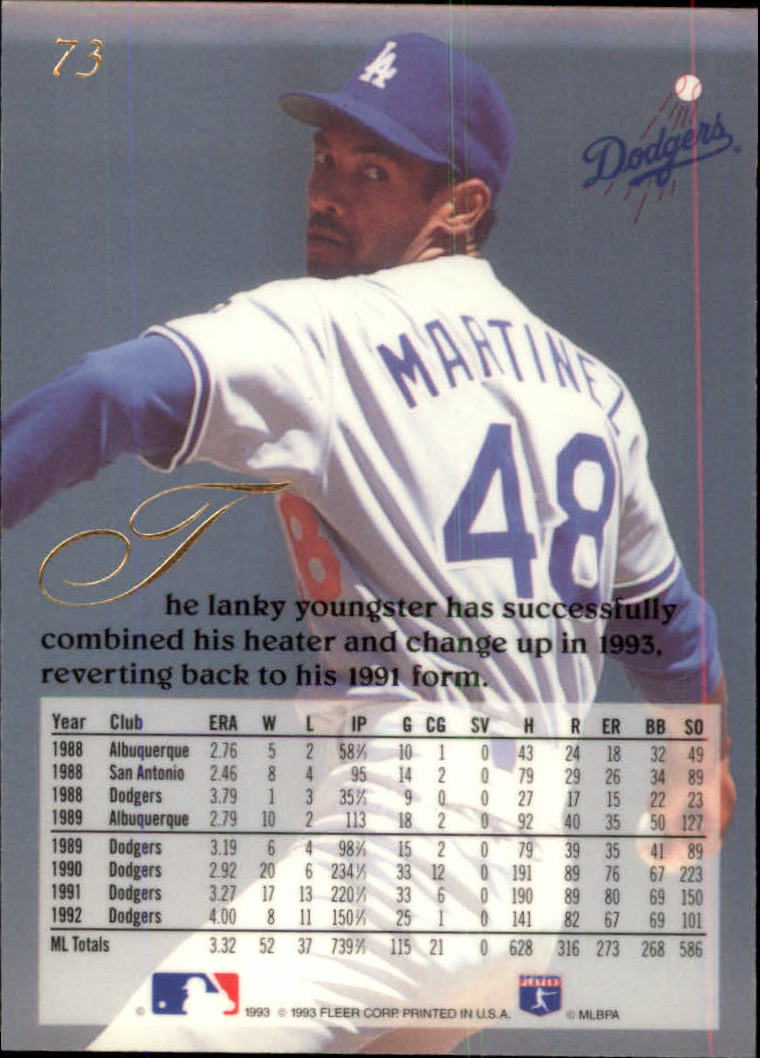 73
LA
Dodgers
MARTINEZ
48
8
The lanky youngster has successfully
combined his heater and change up in 1993,
reverting back to his 1991 form.
Year Club ERA W L IP G CG SV H R ER BB SO
1988 Albuquerque 2.76 5 2 58⅔ 10 1 0 43 24 18 32 49
1988 San Antonio 2.46 8 4 95 14 2 0 79 29 26 34 89
1988 Dodgers 3.79 1 3 35⅔ 9 0 0 27 17 15 22 23
1989 Albuquerque 2.79 10 2 113 18 2 0 92 40 35 50 127
1989 Dodgers 3.19 6 4 98⅔ 15 2 0 79 39 35 41 89
1990 Dodgers 2.92 20 6 234⅓ 33 12 0 191 89 76 67 223
1991 Dodgers 3.27 17 13 220⅓ 33 6 0 190 89 80 69 150
1992 Dodgers 4.00 8 11 150⅔ 25 1 0 141 82 67 69 101
ML Totals 3.32 52 37 739⅔ 115 21 0 628 316 273 268 586
© 1993 © 1993 FLEER CORP. PRINTED IN U.S.A. PLAYERS © MLBPA